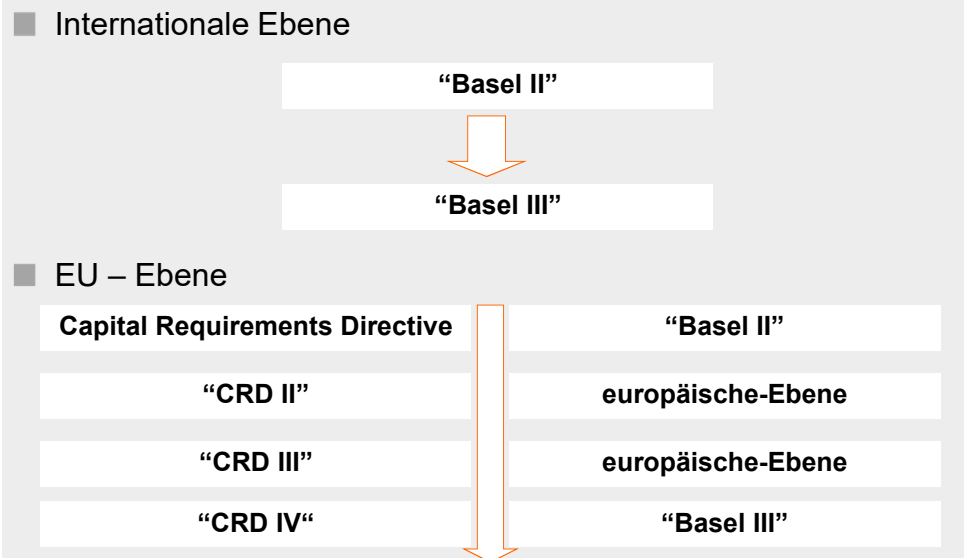 Internationale Ebene
“Basel II”
“Basel III”
EU – Ebene
Capital Requirements Directive
“Basel II”
“CRD II”
europäische-Ebene
“CRD III”
europäische-Ebene
“CRD IV“
“Basel III”